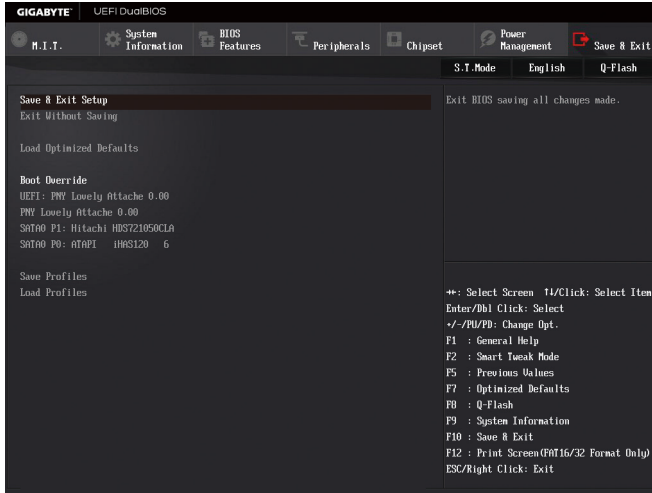 GIGABYTE™ UEFI DualBIOS
M.I.T.
System Information
BIOS Features
Peripherals
Chipset
Power Management
Save & Exit
S.T.Mode English Q-Flash
Save & Exit Setup
Exit Without Saving
Load Optimized Defaults
Boot Override
UEFI: PNY Lovely Attache 0.00
PNY Lovely Attache 0.00
SATA0 P1: Hitachi HDS721050CLA
SATA0 P0: ATAPI iHAS120 6
Save Profiles
Load Profiles
Exit BIOS saving all changes made.
→←: Select Screen ↑↓/Click: Select Item
Enter/Dbl Click: Select
+/-/PU/PD: Change Opt.
F1 : General Help
F2 : Smart Tweak Mode
F5 : Previous Values
F7 : Optimized Defaults
F8 : Q-Flash
F9 : System Information
F10 : Save & Exit
F12 : Print Screen(FAT16/32 Format Only)
ESC/Right Click: Exit